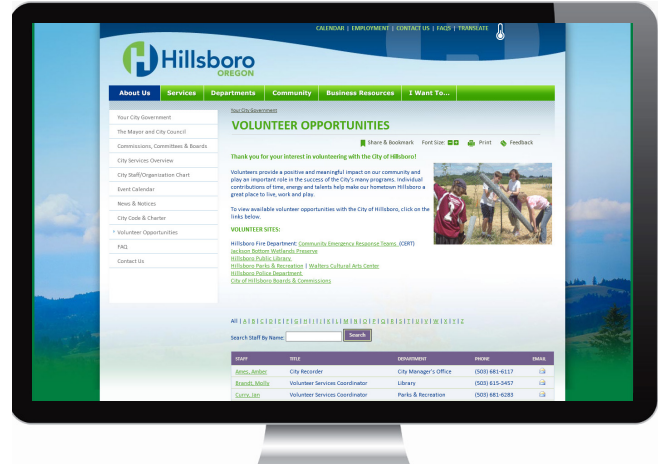 CALENDAR | EMPLOYMENT | CONTACT US | FAQS | TRANSLATE
Hillsboro
OREGON
About Us Services Departments Community Business Resources I Want To...
Your City Government
The Mayor and City Council
Commissions, Committees & Boards
City Services Overview
City Staff/Organization Chart
Event Calendar
News & Notices
City Code & Charter
Volunteer Opportunities
FAQ
Contact Us
Your City Government
VOLUNTEER OPPORTUNITIES
Share & Bookmark Font Size: - + Print Feedback
Thank you for your interest in volunteering with the City of Hillsboro!
Volunteers provide a positive and meaningful impact on our community and
play an important role in the success of the City's many programs. Individual
contributions of time, energy and talents help make our hometown Hillsboro a
great place to live, work and play.
To view available volunteer opportunities with the City of Hillsboro, click on the
links below.
VOLUNTEER SITES:
Hillsboro Fire Department: Community Emergency Response Teams (CERT)
Jackson Bottom Wetlands Preserve
Hillsboro Public Library
Hillsboro Parks & Recreation | Walters Cultural Arts Center
Hillsboro Police Department
City of Hillsboro Boards & Commissions
All | A | B | C | D | E | F | G | H | I | J | K | L | M | N | O | P | Q | R | S | T | U | V | W | X | Y | Z
Search Staff By Name Search
STAFF TITLE DEPARTMENT PHONE EMAIL
Ames, Amber City Recorder City Manager's Office (503) 681-6117
Brandt, Molly Volunteer Services Coordinator Library (503) 615-3457
Curry, Jan Volunteer Services Coordinator Parks & Recreation (503) 681-6283